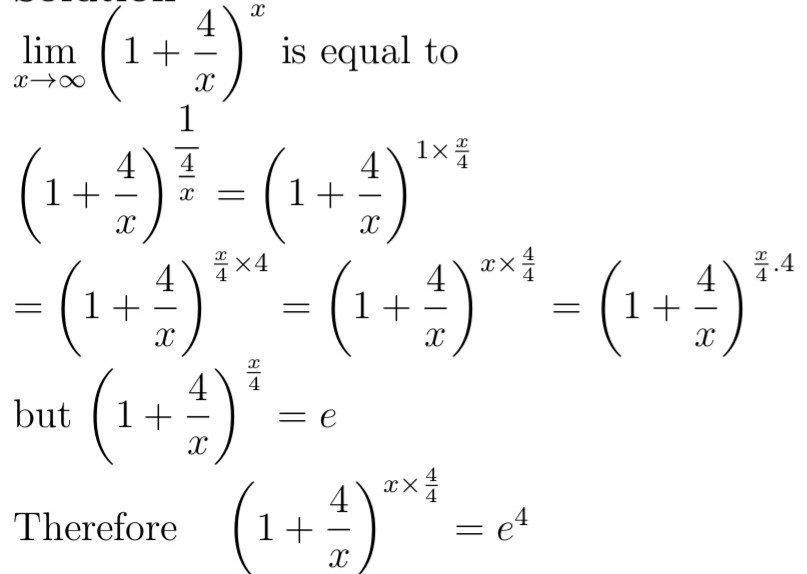 lim x→∞ (1 + 4/x)^x is equal to
(1 + 4/x)^(1/(4/x)) = (1 + 4/x)^(1×x/4)
= (1 + 4/x)^(x/4 ×4) = (1 + 4/x)^(x×4/4) = (1 + 4/x)^(x/4 .4)
but (1 + 4/x)^(x/4) = e
Therefore (1 + 4/x)^(x×4/4) = e^4